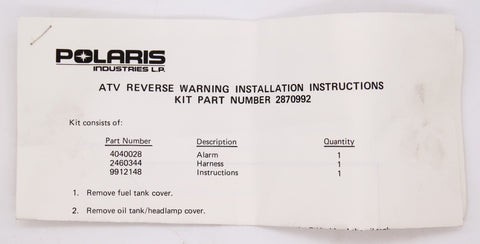 POLARIS
INDUSTRIES L.P.
ATV REVERSE WARNING INSTALLATION INSTRUCTIONS
KIT PART NUMBER 2870992
Kit consists of:
Part Number Description Quantity
4040028 Alarm 1
2460344 Harness 1
9912148 Instructions 1
1. Remove fuel tank cover.
2. Remove oil tank/headlamp cover.